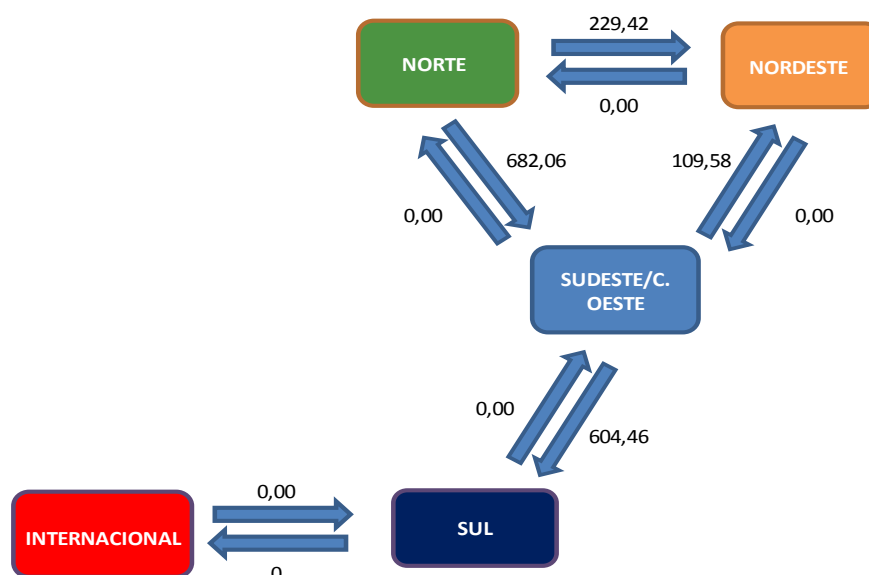 229,42
NORTE
NORDESTE
0,00
682,06
109,58
0,00
0,00
SUDESTE/C.
OESTE
0,00
604,46
0,00
INTERNACIONAL
SUL
0